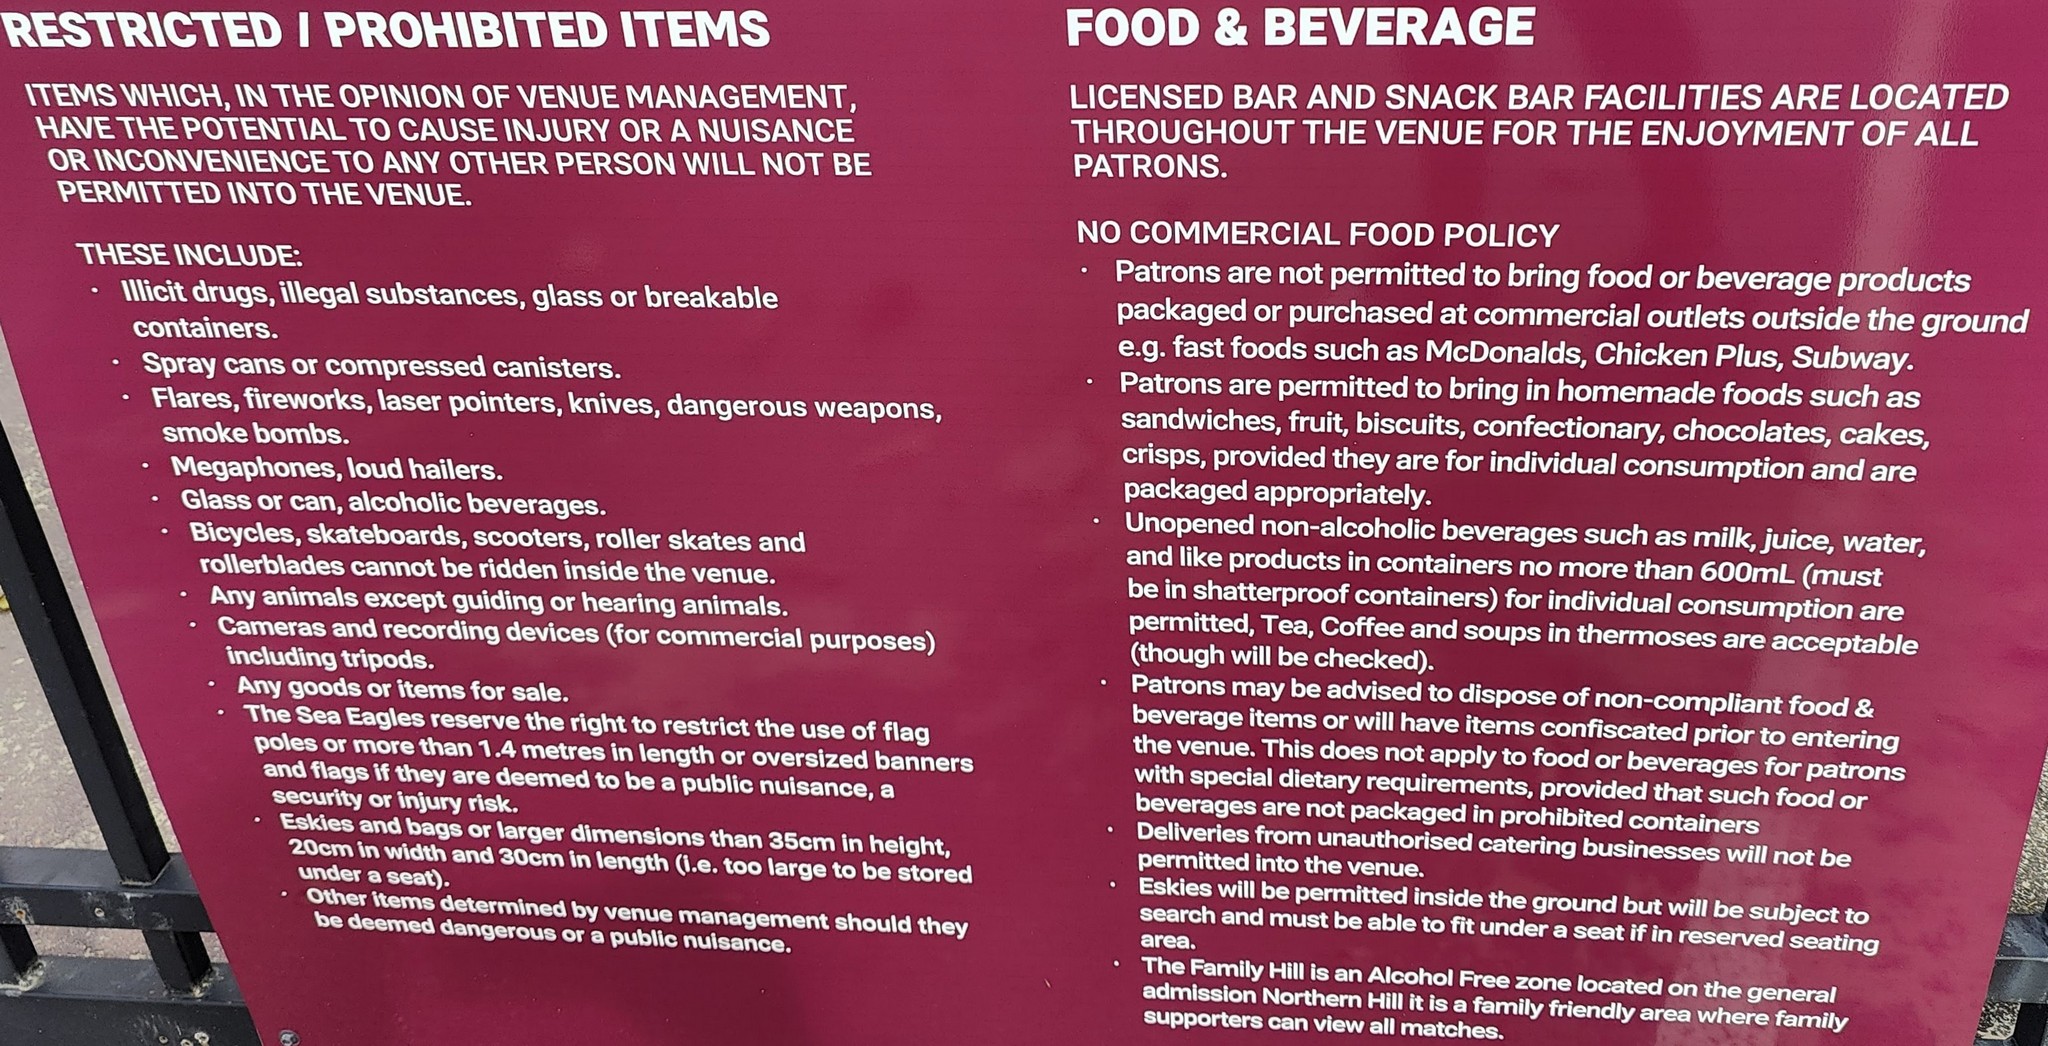 RESTRICTED / PROHIBITED ITEMS
ITEMS WHICH, IN THE OPINION OF VENUE MANAGEMENT,
HAVE THE POTENTIAL TO CAUSE INJURY OR A NUISANCE
OR INCONVENIENCE TO ANY OTHER PERSON WILL NOT BE
PERMITTED INTO THE VENUE.
THESE INCLUDE:
· Illicit drugs, illegal substances, glass or breakable
containers.
· Spray cans or compressed canisters.
· Flares, fireworks, laser pointers, knives, dangerous weapons,
smoke bombs.
· Megaphones, loud hailers.
· Glass or can, alcoholic beverages.
· Bicycles, skateboards, scooters, roller skates and
rollerblades cannot be ridden inside the venue.
· Any animals except guiding or hearing animals.
· Cameras and recording devices (for commercial purposes)
including tripods.
· Any goods or items for sale.
· The Sea Eagles reserve the right to restrict the use of flag
poles or more than 1.4 metres in length or oversized banners
and flags if they are deemed to be a public nuisance, a
security or injury risk.
· Eskies and bags or larger dimensions than 35cm in height,
20cm in width and 30cm in length (i.e. too large to be stored
under a seat).
· Other items determined by venue management should they
be deemed dangerous or a public nuisance.
FOOD & BEVERAGE
LICENSED BAR AND SNACK BAR FACILITIES ARE LOCATED
THROUGHOUT THE VENUE FOR THE ENJOYMENT OF ALL
PATRONS.
NO COMMERCIAL FOOD POLICY
· Patrons are not permitted to bring food or beverage products
packaged or purchased at commercial outlets outside the ground
e.g. fast foods such as McDonalds, Chicken Plus, Subway.
· Patrons are permitted to bring in homemade foods such as
sandwiches, fruit, biscuits, confectionary, chocolates, cakes,
crisps, provided they are for individual consumption and are
packaged appropriately.
· Unopened non-alcoholic beverages such as milk, juice, water,
and like products in containers no more than 600mL (must
be in shatterproof containers) for individual consumption are
permitted, Tea, Coffee and soups in thermoses are acceptable
(though will be checked).
· Patrons may be advised to dispose of non-compliant food &
beverage items or will have items confiscated prior to entering
the venue. This does not apply to food or beverages for patrons
with special dietary requirements, provided that such food or
beverages are not packaged in prohibited containers
· Deliveries from unauthorised catering businesses will not be
permitted into the venue.
· Eskies will be permitted inside the ground but will be subject to
search and must be able to fit under a seat if in reserved seating
area.
· The Family Hill is an Alcohol Free zone located on the general
admission Northern Hill it is a family friendly area where family
supporters can view all matches.